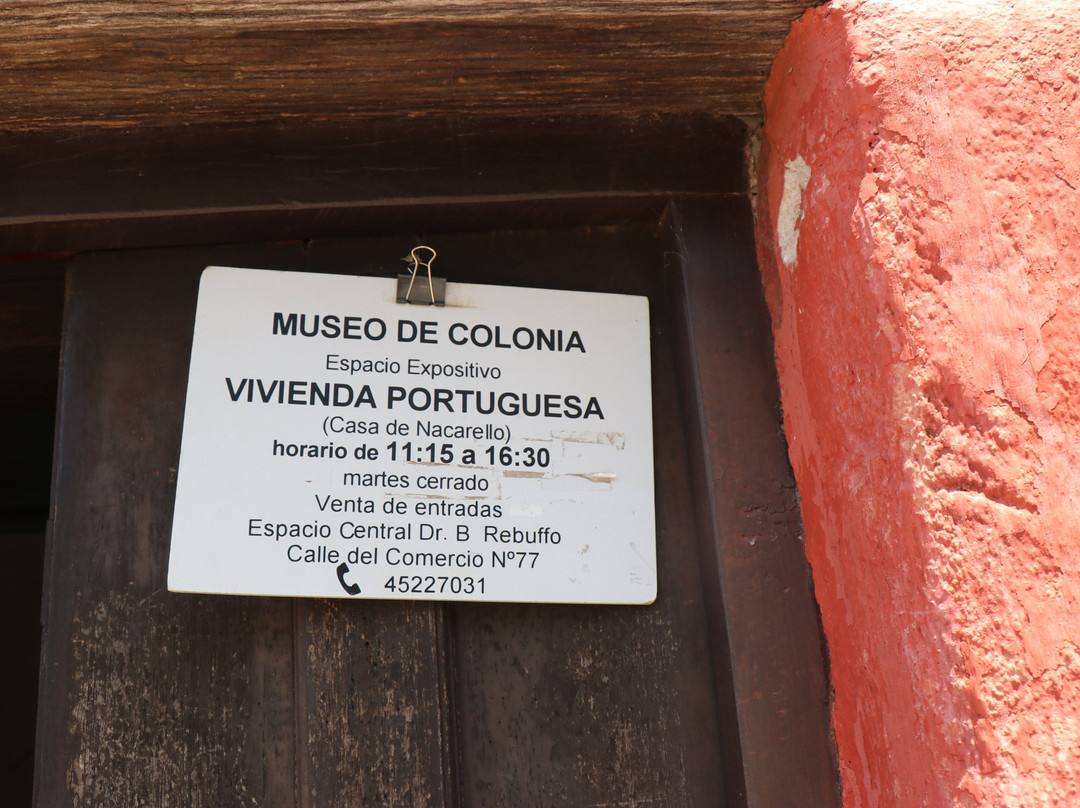 MUSEO DE COLONIA
Espacio Expositivo
VIVIENDA PORTUGUESA
(Casa de Nacarello)
horario de 11:15 a 16:30
martes cerrado
Venta de entradas
Espacio Central Dr. B Rebuffo
Calle del Comercio Nº77
45227031